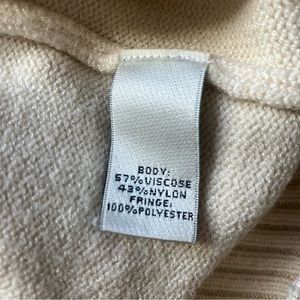 BODY:
57%VISCOSE
43%NYLON
FRINGE:
100%POLYESTER